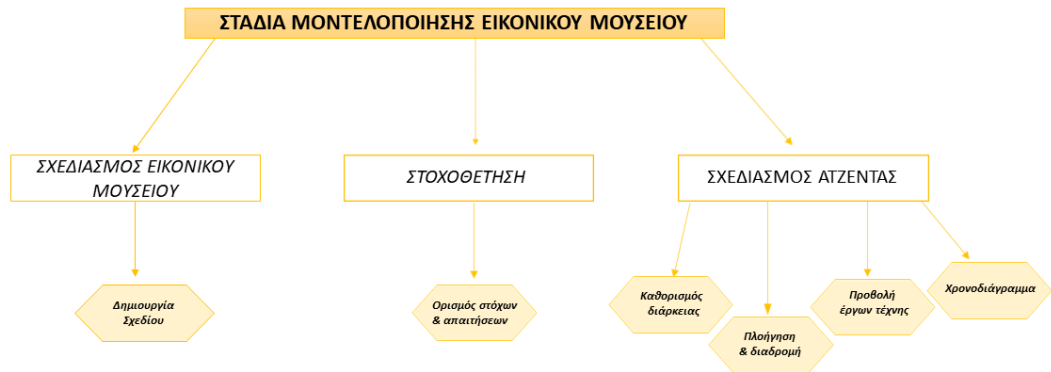 ΣΤΑΔΙΑ ΜΟΝΤΕΛΟΠΟΙΗΣΗΣ ΕΙΚΟΝΙΚΟΥ ΜΟΥΣΕΙΟΥ
ΣΧΕΔΙΑΣΜΟΣ ΕΙΚΟΝΙΚΟΥ
ΜΟΥΣΕΙΟΥ
ΣΤΟΧΟΘΕΤΗΣΗ
ΣΧΕΔΙΑΣΜΟΣ ΑΤΖΕΝΤΑΣ
Δημιουργία
Σχεδίου
Ορισμός στόχων
& απαιτήσεων
Καθορισμός
διάρκειας
Πλοήγηση
& διαδρομή
Προβολή
έργων τέχνης
Χρονοδιάγραμμα